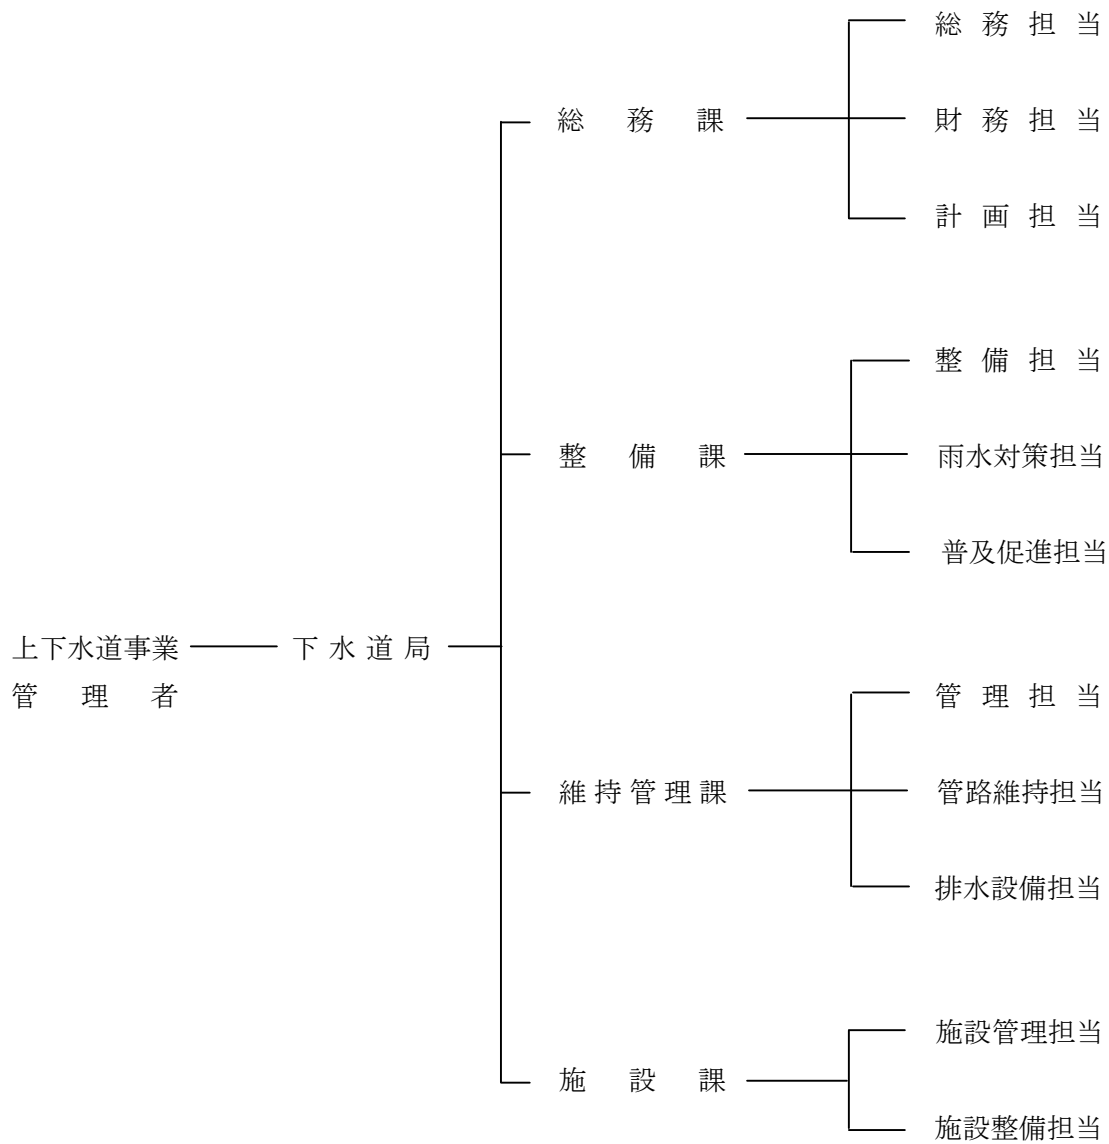 総務担当
総務課
財務担当
計画担当
整備担当
整備課
雨水対策担当
普及促進担当
上下水道事業
管理者
下水道局
管理担当
維持管理課
管路維持担当
排水設備担当
施設管理担当
施設課
施設整備担当